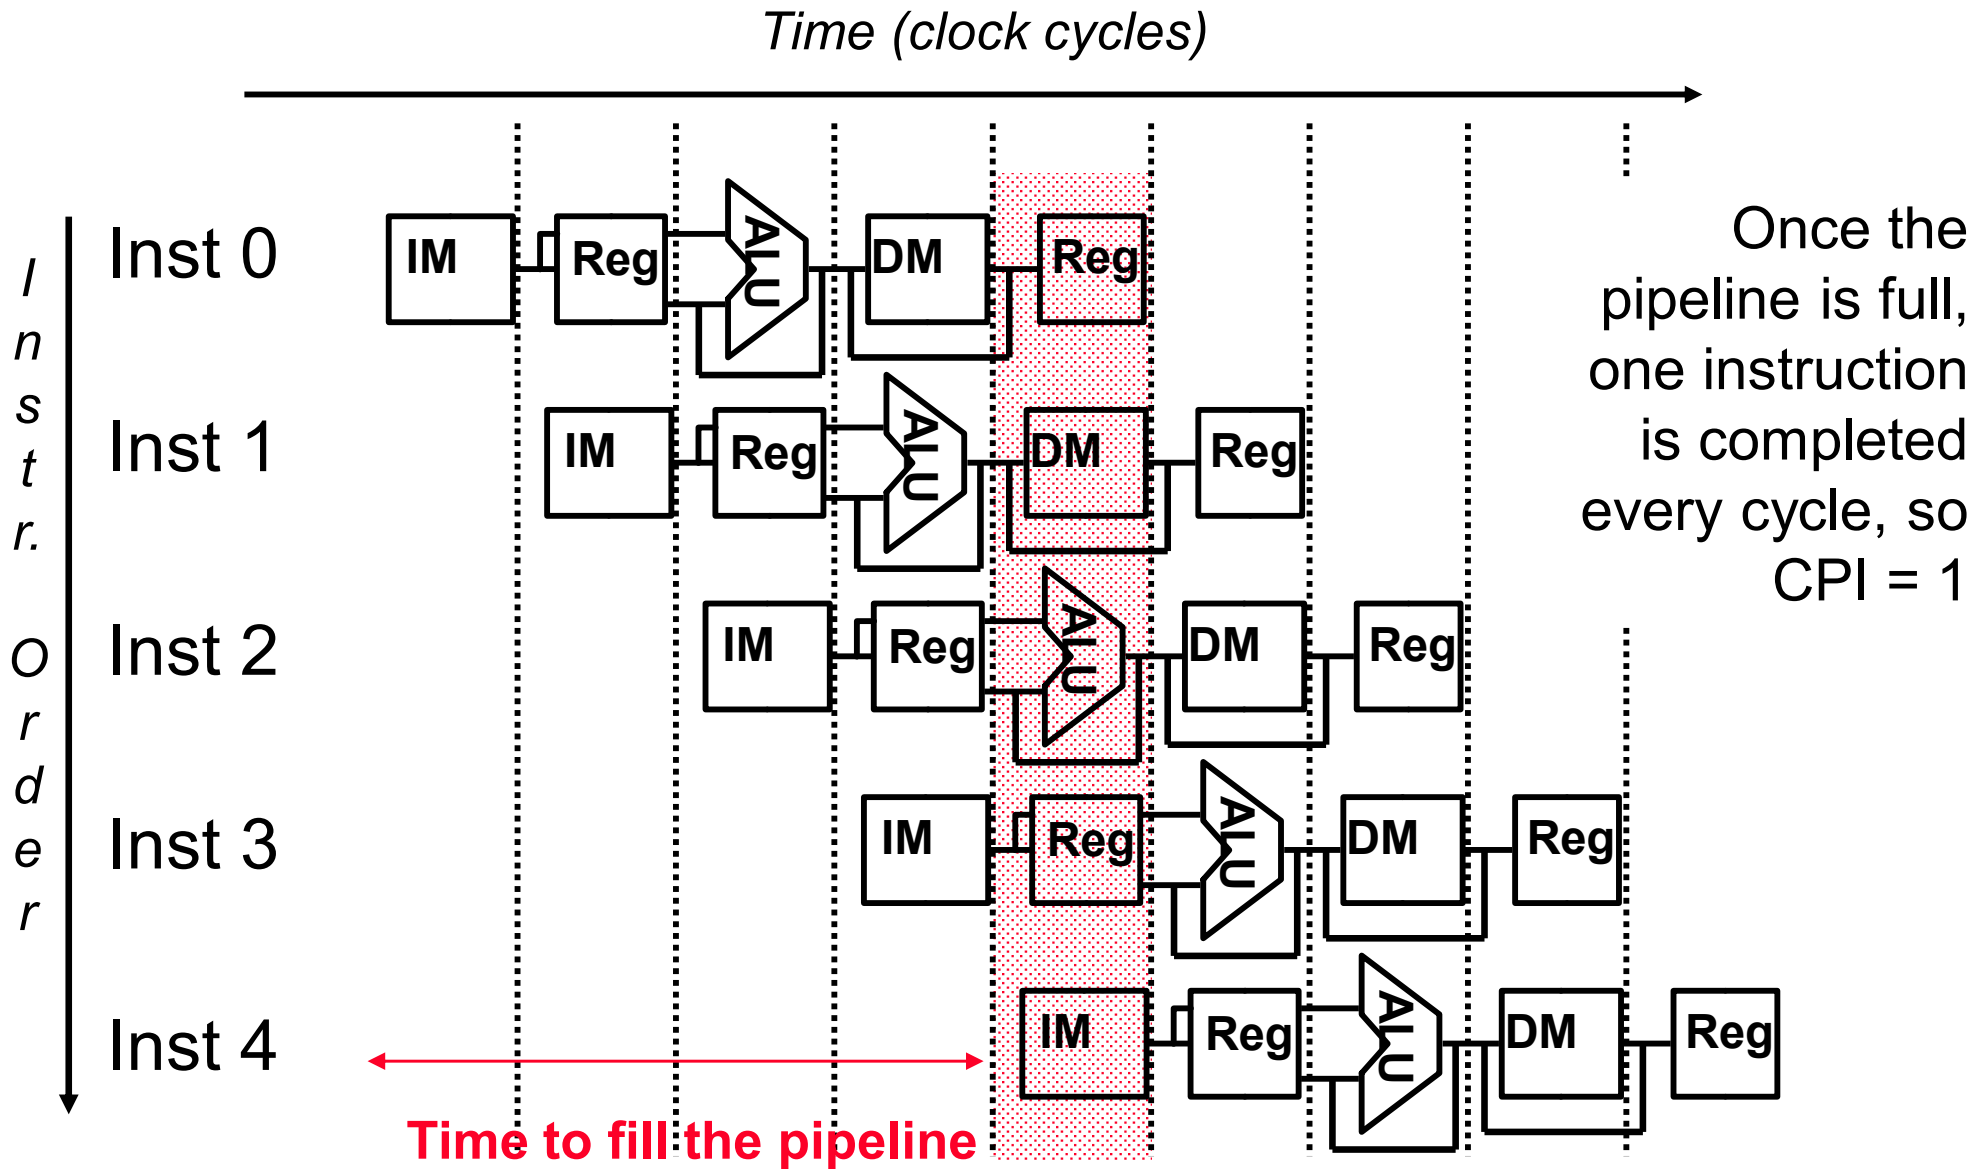 Time (clock cycles)
Instr. Order
Inst 0
IM
Reg
ALU
DM
Reg
Once the
pipeline is full,
one instruction
is completed
every cycle, so
CPI = 1
Inst 1
IM
Reg
ALU
DM
Reg
Inst 2
IM
Reg
ALU
DM
Reg
Inst 3
IM
Reg
ALU
DM
Reg
Inst 4
IM
Reg
ALU
DM
Reg
Time to fill the pipeline